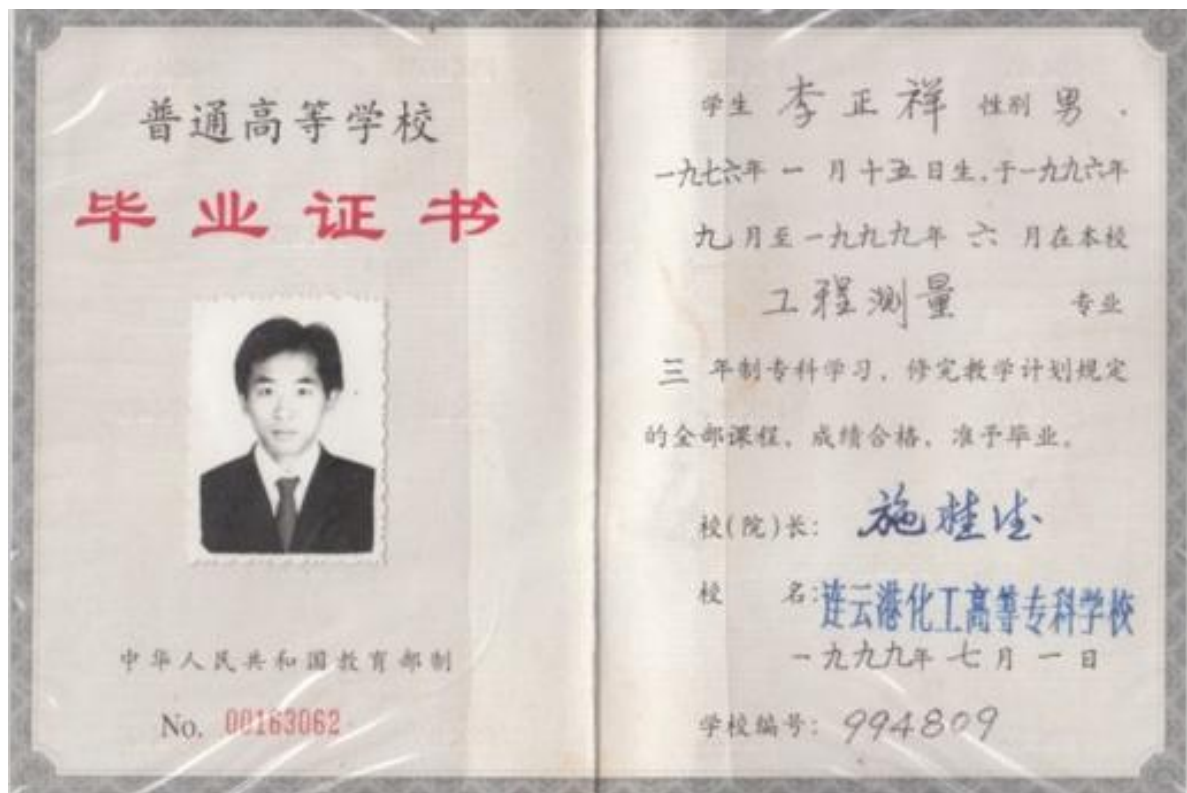 普通高等学校
毕业证书
中华人民共和国教育部制
No. 00163062
学生 李正祥 性别 男 .
一九七六年 一 月十五日生,于一九九六年
九月至一九九九年 六 月在本校
工程测量 专业
三 年制专科学习,修完教学计划规定
的全部课程,成绩合格,准予毕业。
校(院)长: 施桂
校 名:连云港化工高等专科学校
一九九九年 七 月 一 日
学校编号: 994809